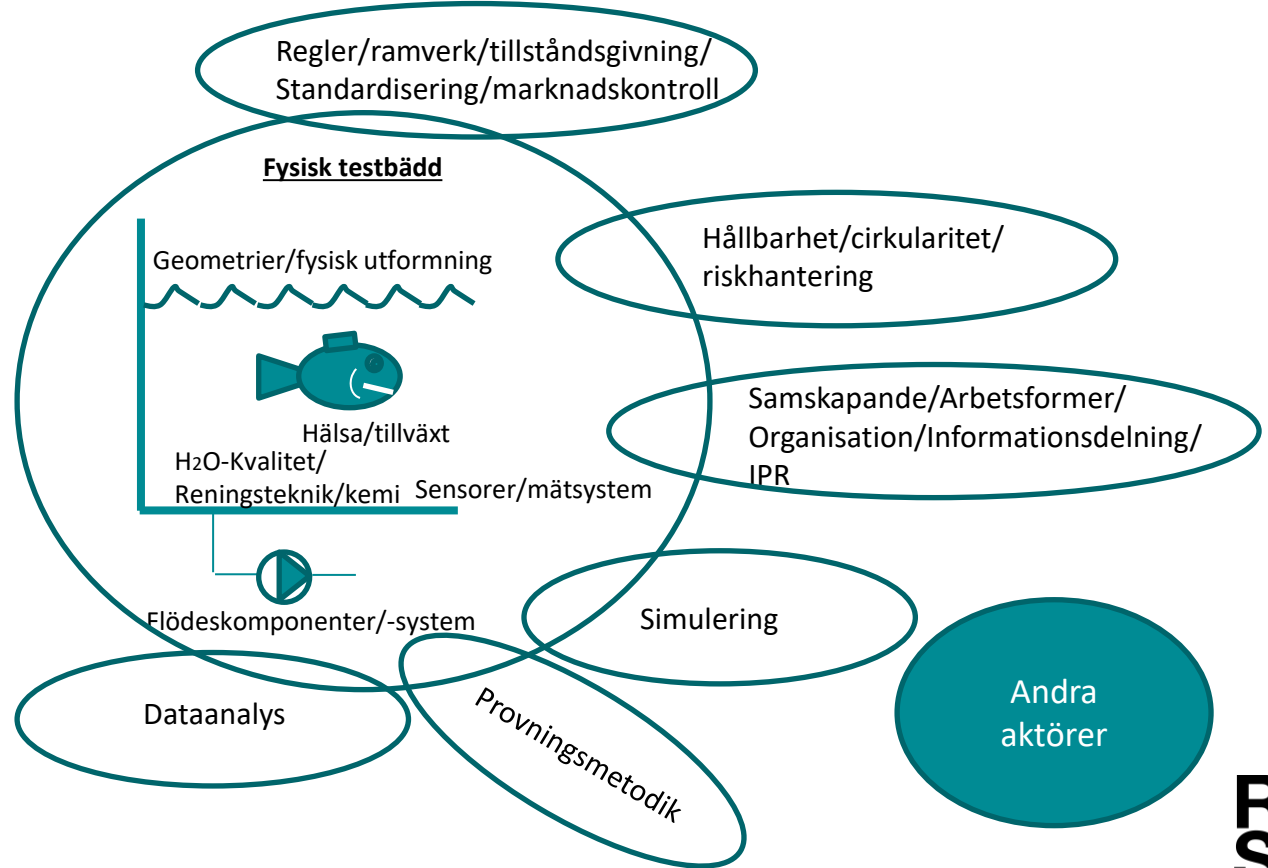 Regler/ramverk/tillståndsgivning/
Standardisering/marknadskontroll
Fysisk testbädd
Geometrier/fysisk utformning
Hälsa/tillväxt
H2O-Kvalitet/
Reningsteknik/kemi
Sensorer/mätsystem
Flödeskomponenter/-system
Hållbarhet/cirkularitet/
riskhantering
Samskapande/Arbetsformer/
Organisation/Informationsdelning/
IPR
Simulering
Provningsmetodik
Dataanalys
Andra
aktörer